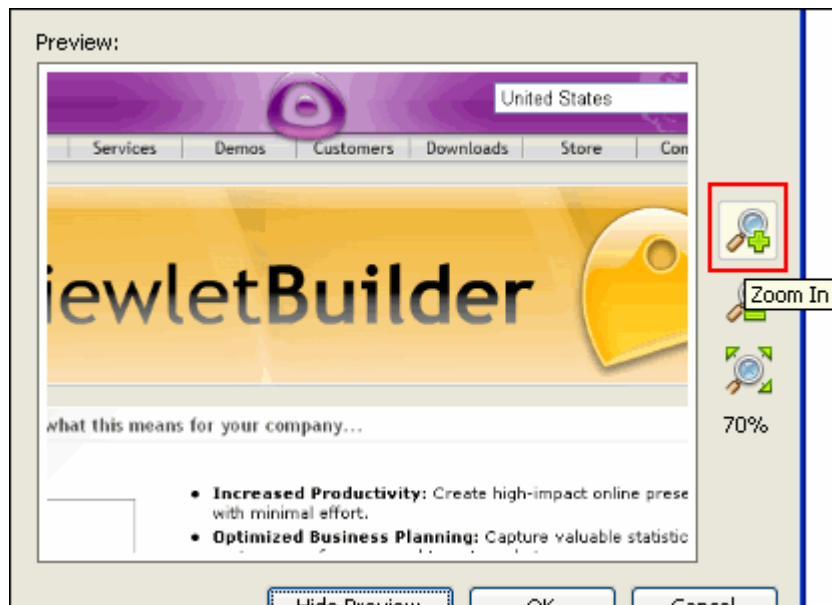 Preview:
United States
Services Demos Customers Downloads Store Con
iewletBuilder
Zoom In
70%
what this means for your company...
• Increased Productivity: Create high-impact online prese
with minimal effort.
• Optimized Business Planning: Capture valuable statistic
Hide Preview OK Cancel